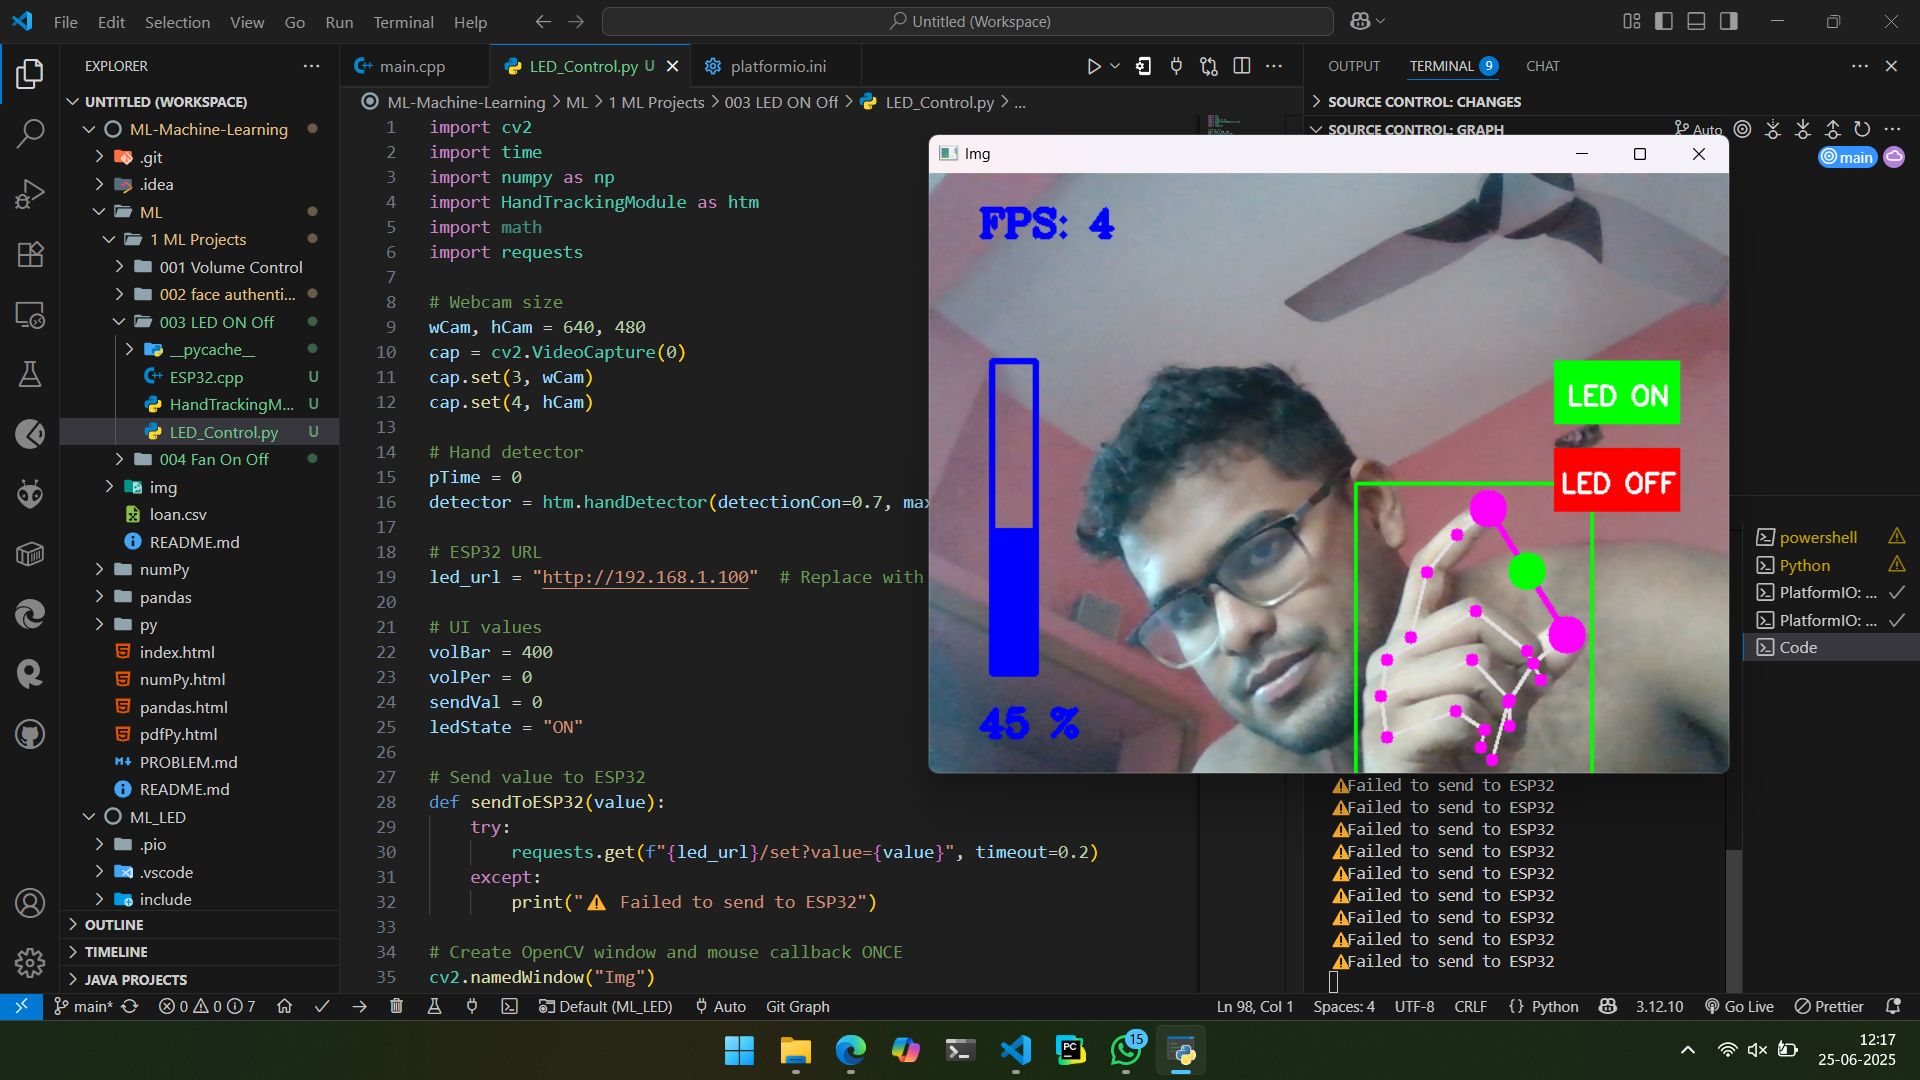 File Edit Selection View Go Run Terminal Help
Untitled (Workspace)
EXPLORER
UNTITLED (WORKSPACE)
ML-Machine-Learning
.git
.idea
ML
1 ML Projects
001 Volume Control
002 face authenti...
003 LED ON Off
__pycache__
ESP32.cpp U
HandTrackingM... U
LED_Control.py U
004 Fan On Off
img
loan.csv
README.md
numPy
pandas
py
index.html
numPy.html
pandas.html
pdfPy.html
PROBLEM.md
README.md
ML_LED
.pio
.vscode
include
OUTLINE
TIMELINE
JAVA PROJECTS
main.cpp LED_Control.py U platformio.ini
ML-Machine-Learning > ML > 1 ML Projects > 003 LED ON Off > LED_Control.py > ...
1 import cv2
2 import time
3 import numpy as np
4 import HandTrackingModule as htm
5 import math
6 import requests
7
8 # Webcam size
9 wCam, hCam = 640, 480
10 cap = cv2.VideoCapture(0)
11 cap.set(3, wCam)
12 cap.set(4, hCam)
13
14 # Hand detector
15 pTime = 0
16 detector = htm.handDetector(detectionCon=0.7, max
17
18 # ESP32 URL
19 led_url = "http://192.168.1.100" # Replace with
20
21 # UI values
22 volBar = 400
23 volPer = 0
24 sendVal = 0
25 ledState = "ON"
26
27 # Send value to ESP32
28 def sendToESP32(value):
29 try:
30 requests.get(f"{led_url}/set?value={value}", timeout=0.2)
31 except:
32 print("⚠ Failed to send to ESP32")
33
34 # Create OpenCV window and mouse callback ONCE
35 cv2.namedWindow("Img")
OUTPUT TERMINAL 9 CHAT
SOURCE CONTROL: CHANGES
SOURCE CONTROL: GRAPH Auto
main
Img
FPS: 4
LED ON
LED OFF
45 %
powershell
Python
PlatformIO: ...
PlatformIO: ...
Code
⚠Failed to send to ESP32
⚠Failed to send to ESP32
⚠Failed to send to ESP32
⚠Failed to send to ESP32
⚠Failed to send to ESP32
⚠Failed to send to ESP32
⚠Failed to send to ESP32
⚠Failed to send to ESP32
⚠Failed to send to ESP32
main* 0 0 7 Default (ML_LED) Auto Git Graph Ln 98, Col 1 Spaces: 4 UTF-8 CRLF {} Python 3.12.10 Go Live Prettier
PC
15
12:17
25-06-2025